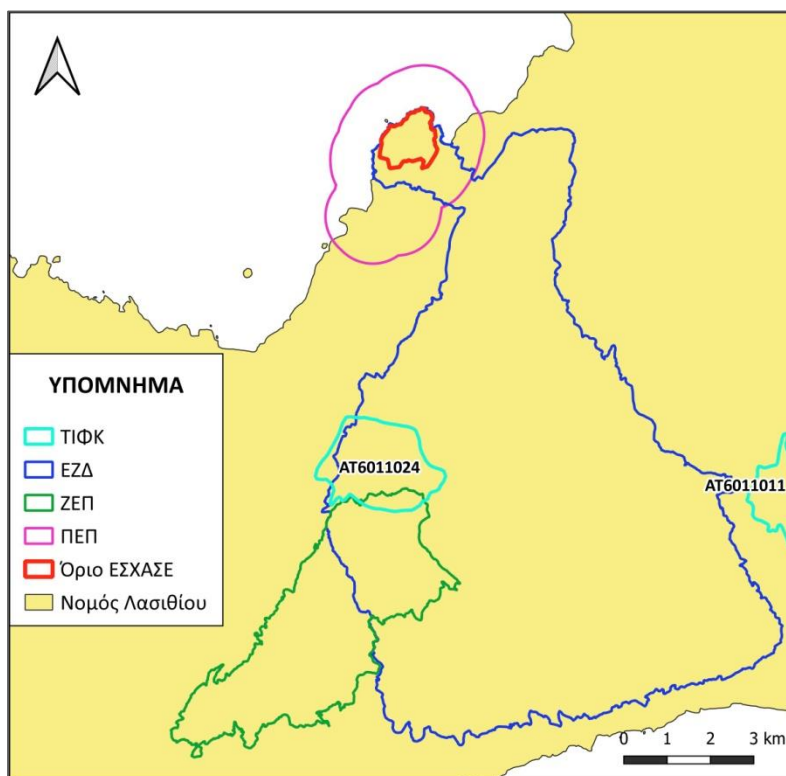 AT6011024
AT6011011
ΥΠΟΜΝΗΜΑ
ΤΙΦΚ
ΕΖΔ
ΖΕΠ
ΠΕΠ
Όριο ΕΣΧΑΣΕ
Νομός Λασιθίου
0 1 2 3 km